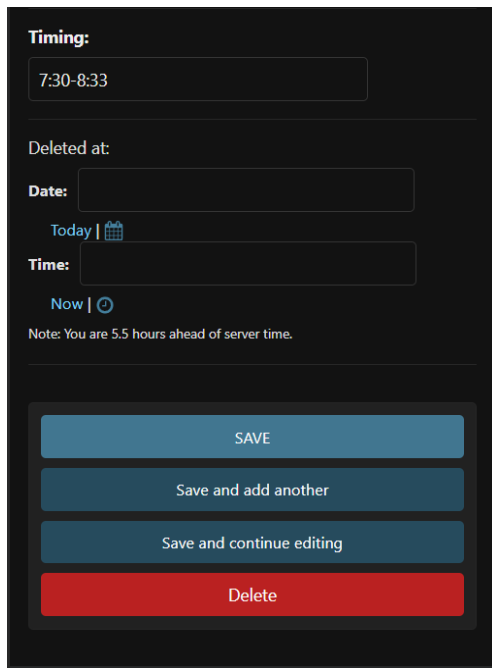 Timing:
7:30-8:33
Deleted at:
Date:
Today |
Time:
Now |
Note: You are 5.5 hours ahead of server time.
SAVE
Save and add another
Save and continue editing
Delete